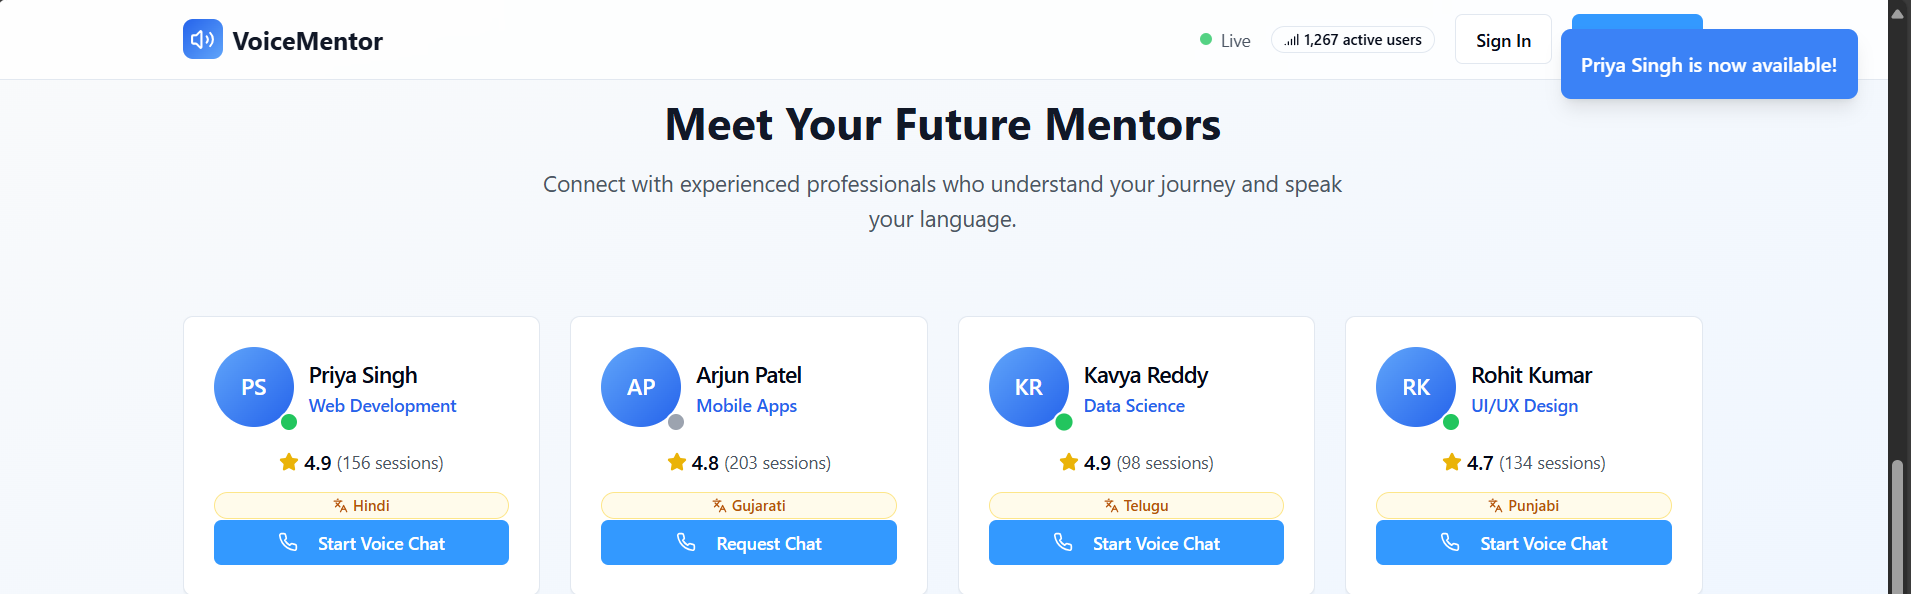 VoiceMentor
Live
1,267 active users
Sign In
Priya Singh is now available!
Meet Your Future Mentors
Connect with experienced professionals who understand your journey and speak
your language.
PS
Priya Singh
Web Development
4.9 (156 sessions)
Hindi
Start Voice Chat
AP
Arjun Patel
Mobile Apps
4.8 (203 sessions)
Gujarati
Request Chat
KR
Kavya Reddy
Data Science
4.9 (98 sessions)
Telugu
Start Voice Chat
RK
Rohit Kumar
UI/UX Design
4.7 (134 sessions)
Punjabi
Start Voice Chat